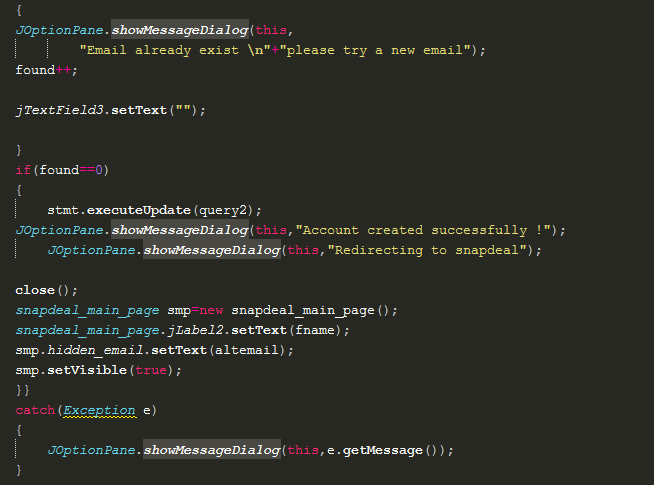 {
JOptionPane.showMessageDialog(this,
"Email already exist \n"+"please try a new email");
found++;
jTextField3.setText("");
}
if(found==0)
{
stmt.executeUpdate(query2);
JOptionPane.showMessageDialog(this,"Account created successfully !");
JOptionPane.showMessageDialog(this,"Redirecting to snapdeal");
close();
snapdeal_main_page smp=new snapdeal_main_page();
snapdeal_main_page.jLabel2.setText(fname);
smp.hidden_email.setText(altemail);
smp.setVisible(true);
}}
catch(Exception e)
{
JOptionPane.showMessageDialog(this,e.getMessage());
}